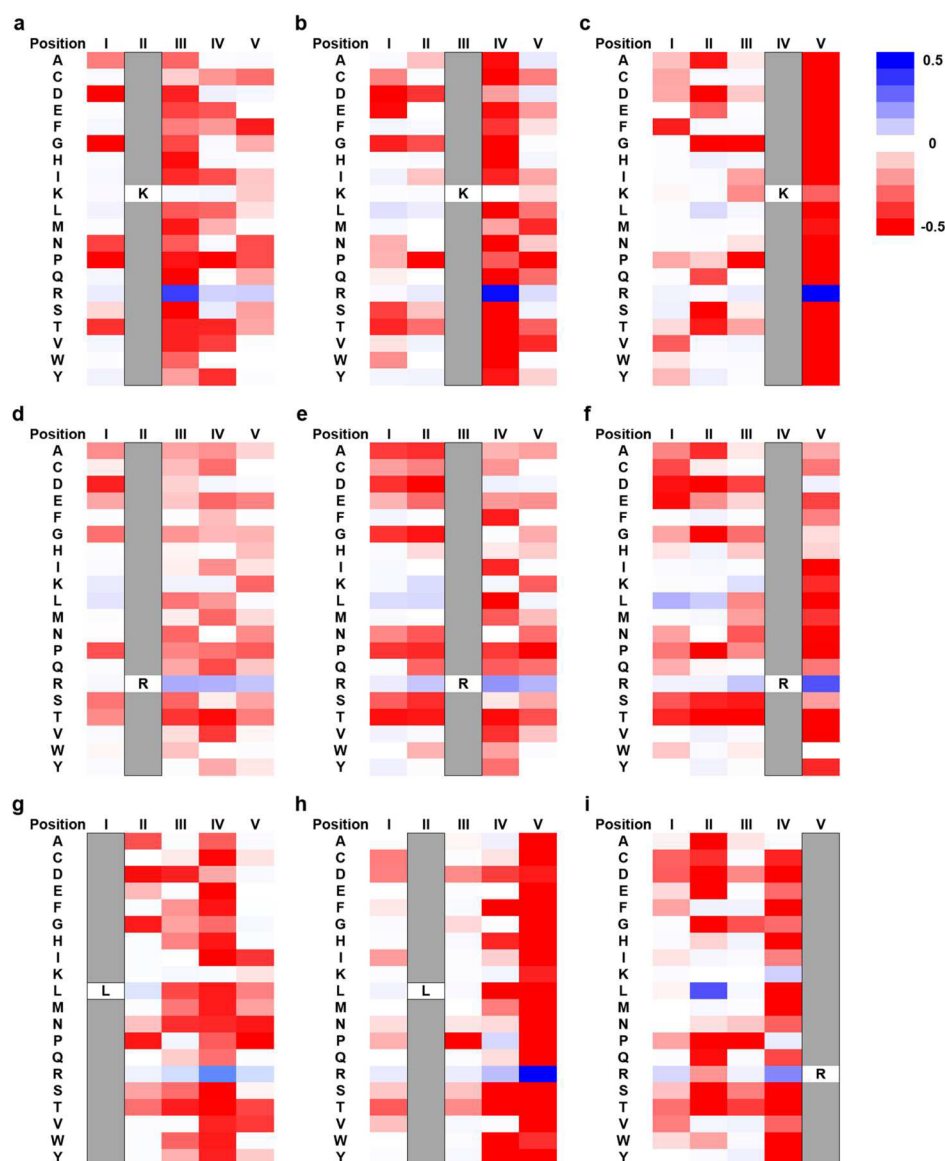 a b c
Position I II III IV V Position I II III IV V Position I II III IV V
A A A 0.5
C C C
D D D
E E E
F F F
G G G 0
H H H
I I I
K K K K K K
L L L
M M M -0.5
N N N
P P P
Q Q Q
R R R
S S S
T T T
V V V
W W W
Y Y Y
d e f
Position I II III IV V Position I II III IV V Position I II III IV V
A A A
C C C
D D D
E E E
F F F
G G G
H H H
I I I
K K K
L L L
M M M
N N N
P P P
Q Q Q
R R R R R R
S S S
T T T
V V V
W W W
Y Y Y
g h i
Position I II III IV V Position I II III IV V Position I II III IV V
A A A
C C C
D D D
E E E
F F F
G G G
H H H
I I I
K K K
L L L L L
M M M
N N N
P P P
Q Q Q
R R R R
S S S
T T T
V V V
W W W
Y Y Y